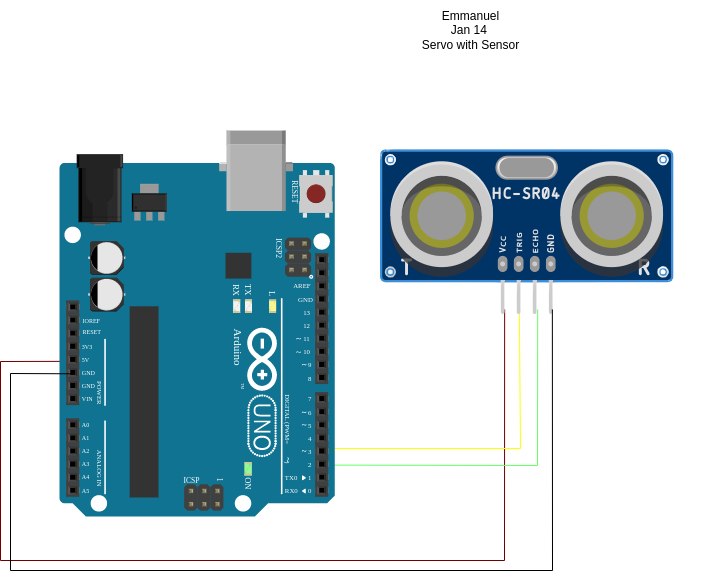 Emmanuel
Jan 14
Servo with Sensor
RESET
ICSP2
HC-SR04
Vcc
TRIG
ECHO
GND
T
R
AREF
GND
13
12
~ 11
~ 10
~ 9
8
RX
TX
L
IOREF
RESET
3V3
5V
GND
GND
VIN
POWER
Arduino
TM
UNO
DIGITAL (PWM~
7
~ 6
~ 5
4
~ 3
2
TX0 ▶ 1
RX0 ◀ 0
A0
A1
A2
A3
A4
A5
ANALOG IN
ICSP
1
ON